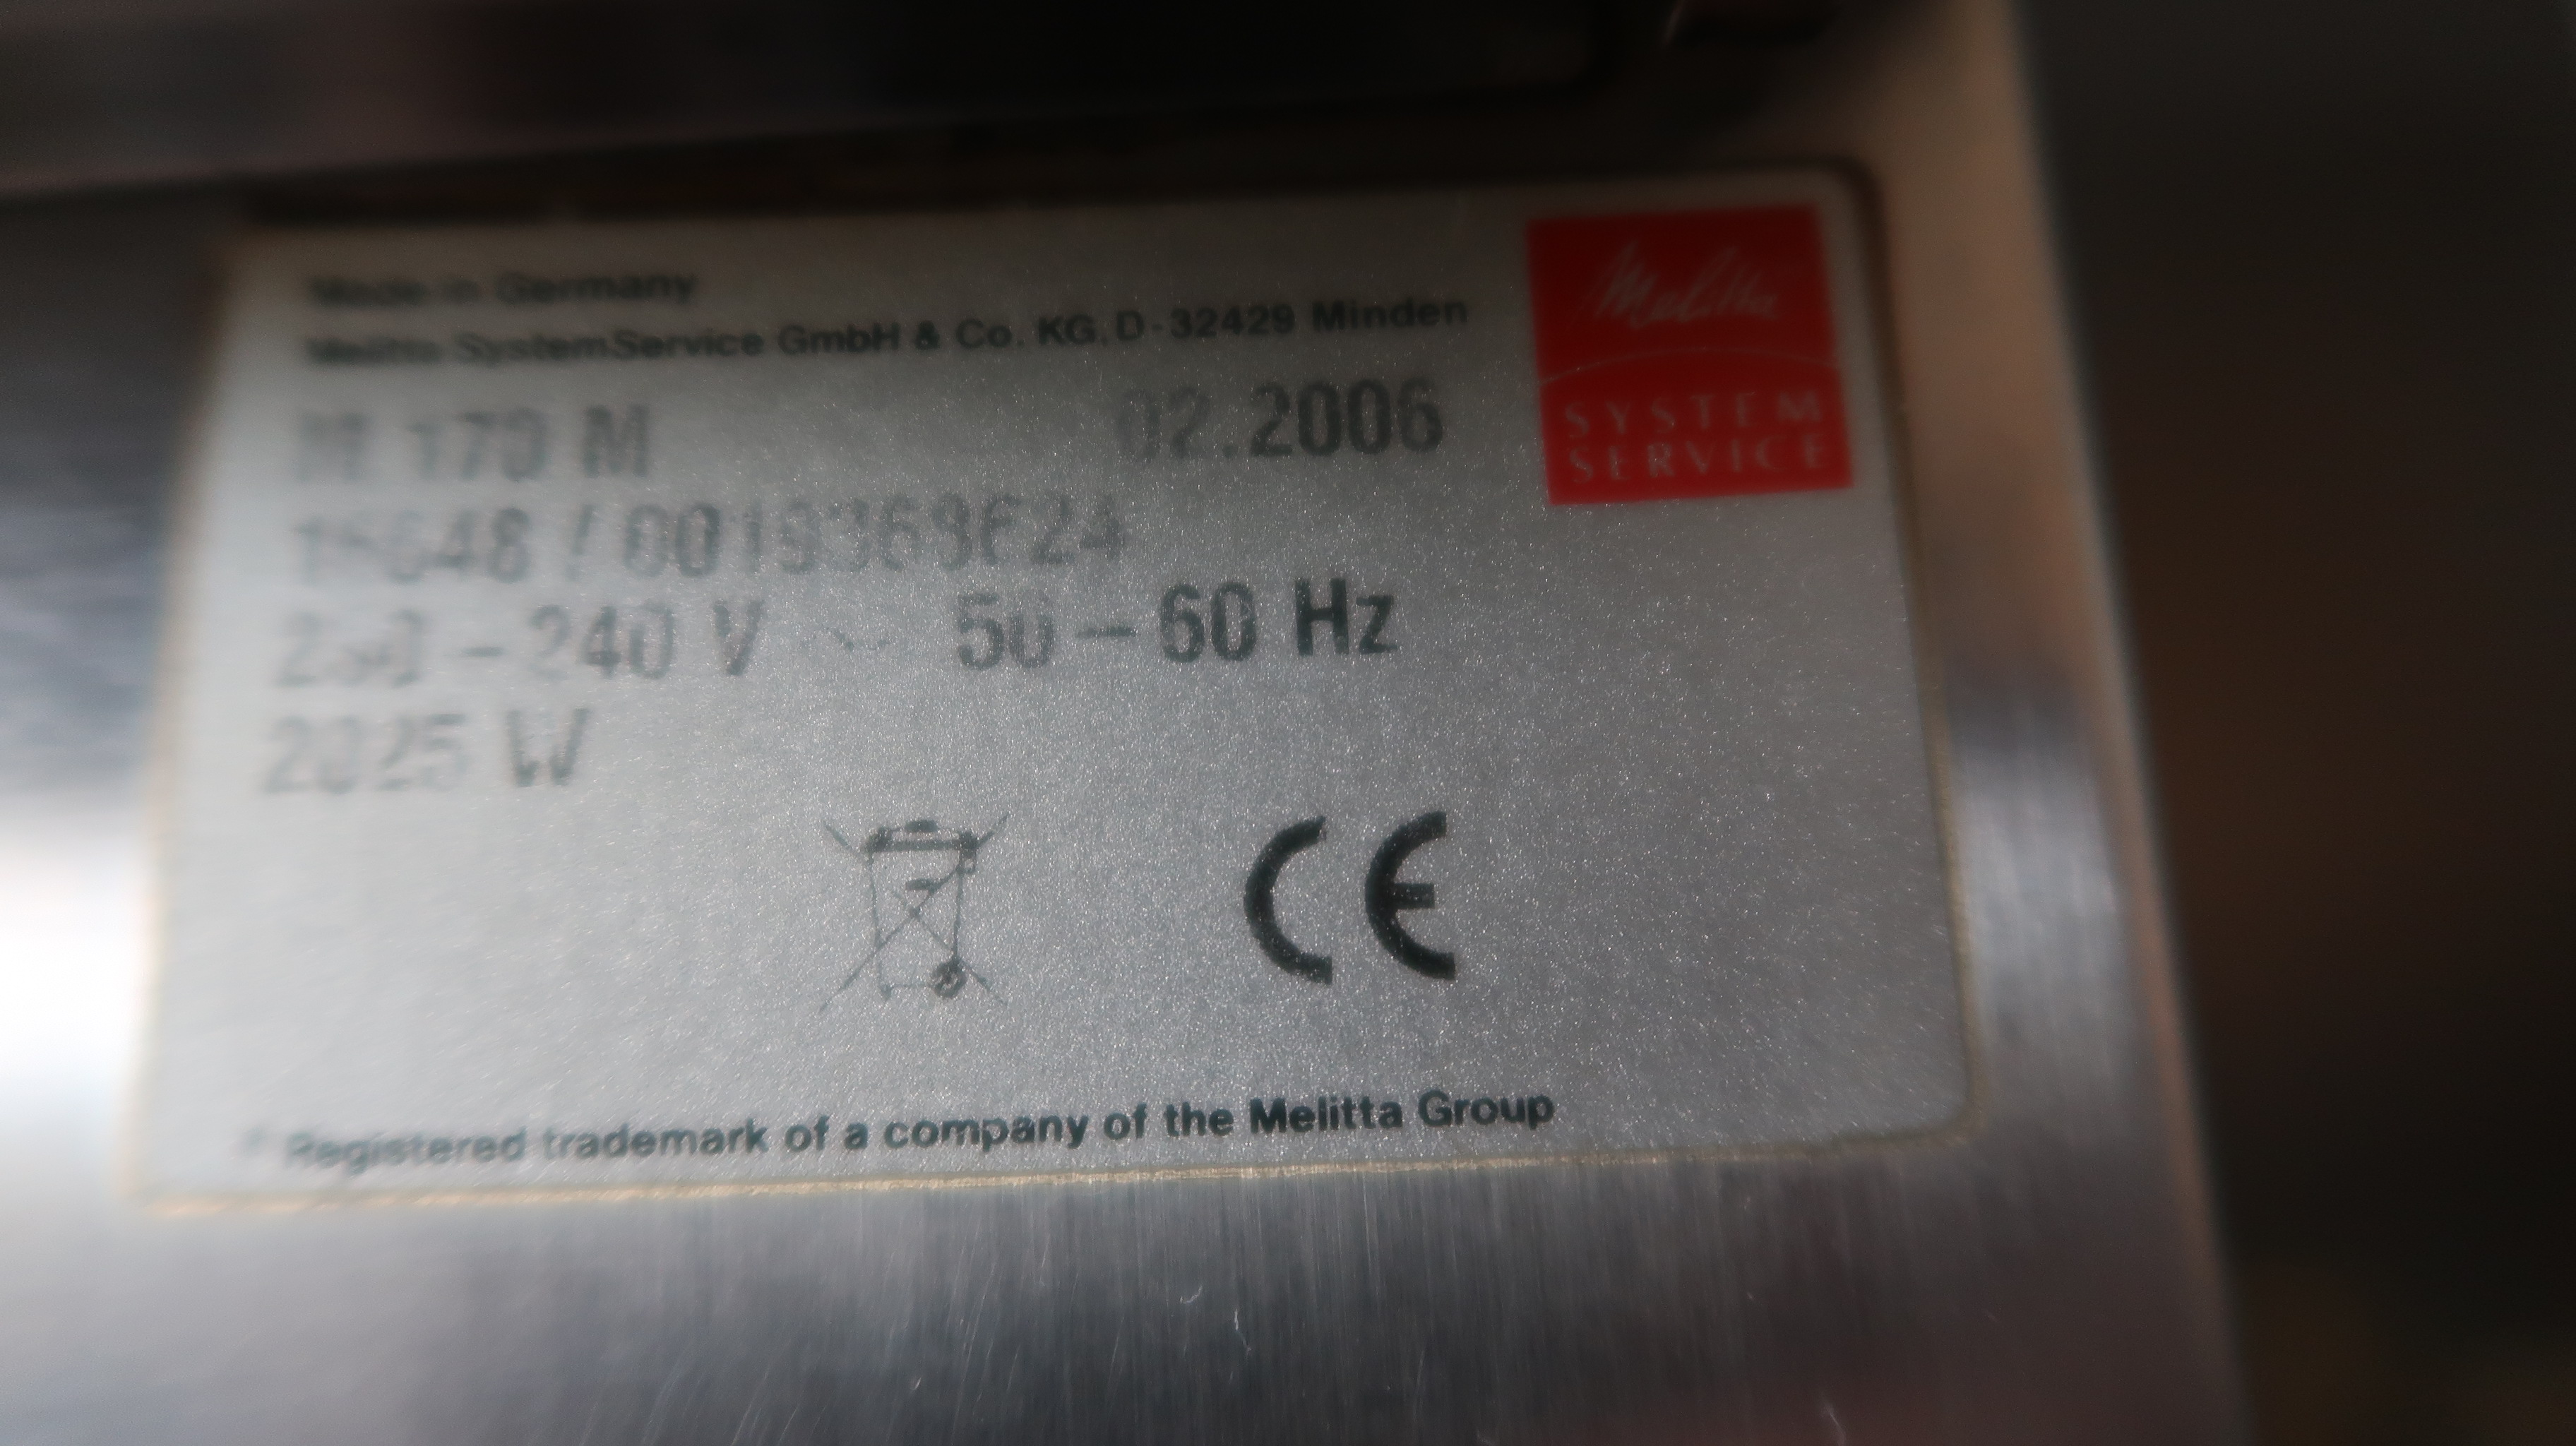 Made in Germany
Melitta SystemService GmbH & Co. KG, D-32429 Minden
M 170 M 02.2006
230 - 240 V ~ 50 - 60 Hz
2025 W
Melitta
SYSTEM
SERVICE
CE
Registered trademark of a company of the Melitta Group